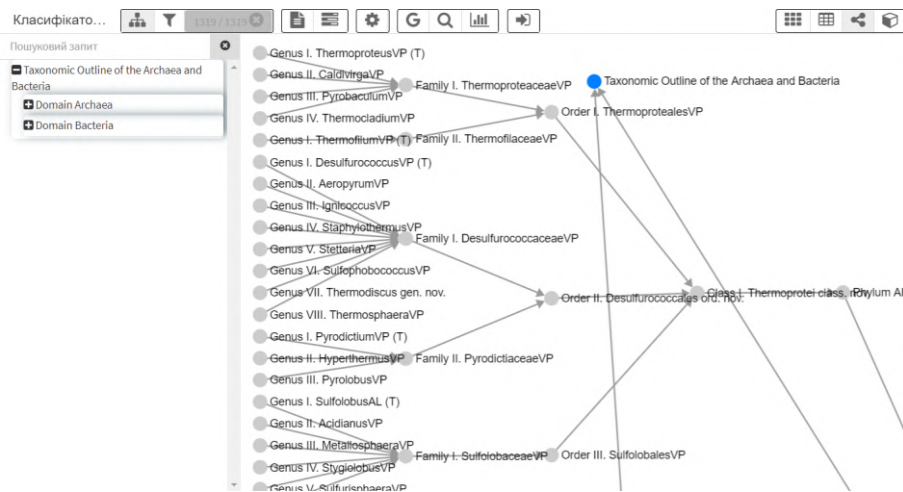 Класифікато...
1319 / 1319
Пошуковий запит
Taxonomic Outline of the Archaea and
Bacteria
Domain Archaea
Domain Bacteria
Genus I. ThermoproteusVP (T)
Genus II. CaldivirgaVP
Genus III. PyrobaculumVP
Genus IV. ThermocladiumVP
Genus I. ThermofilumVP (T)
Genus I. DesulfurococcusVP (T)
Genus II. AeropyrumVP
Genus III. IgnicoccusVP
Genus IV. StaphylothermusVP
Genus V. StetteriaVP
Genus VI. SulfophobococcusVP
Genus VII. Thermodiscus gen. nov.
Genus VIII. ThermosphaeraVP
Genus I. PyrodictiumVP (T)
Genus II. HyperthermusVP
Genus III. PyrolobusVP
Genus I. SulfolobusAL (T)
Genus II. AcidianusVP
Genus III. MetallosphaeraVP
Genus IV. StygiolobusVP
Genus V. SulfurisphaeraVP
Family I. ThermoproteaceaeVP
Family II. ThermofilaceaeVP
Family I. DesulfurococcaceaeVP
Family II. PyrodictiaceaeVP
Family I. SulfolobaceaeVP
Taxonomic Outline of the Archaea and Bacteria
Order I. ThermoprotealesVP
Order II. Desulfurococcales ord. nov.
Order III. SulfolobalesVP
Class I. Thermoprotei class. nov.
Phylum AI